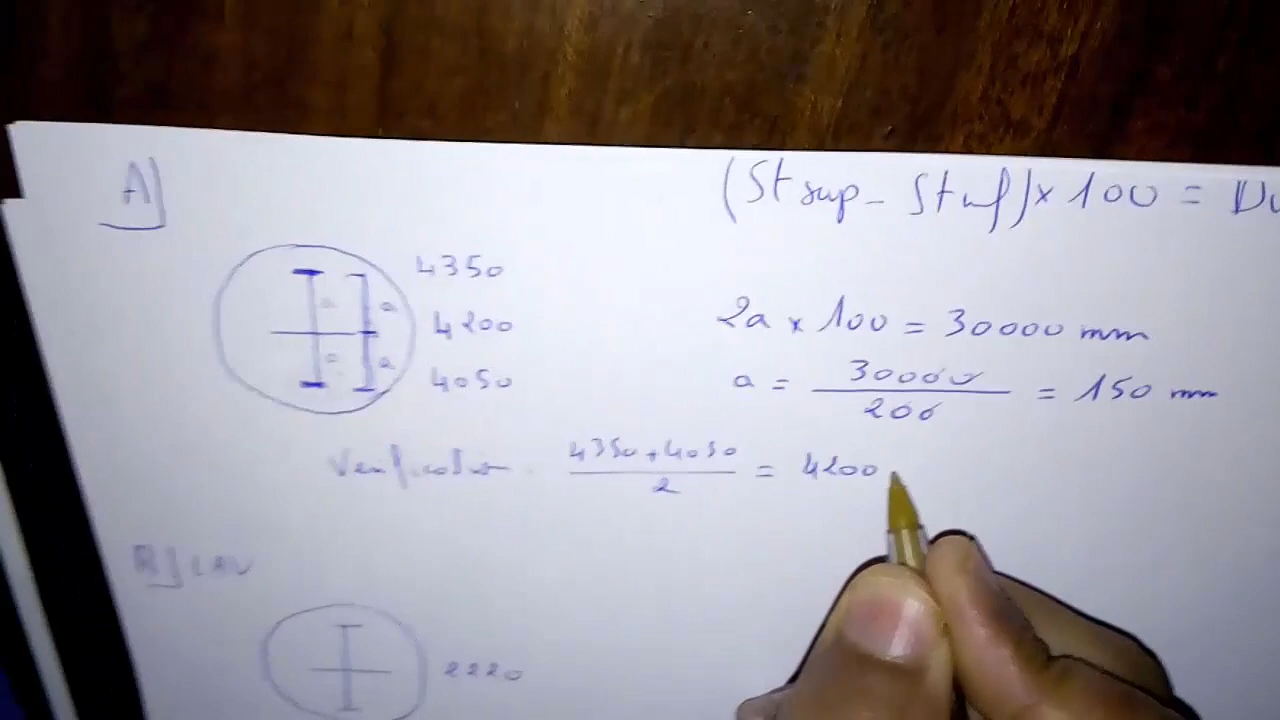 A]
(St sup - St inf) × 100 =
4350
4200
4050
a a
a a
2a × 100 = 30000 mm
a = 30000 / 200 = 150 mm
Verification 4350 + 4050 / 2 = 4200
2220